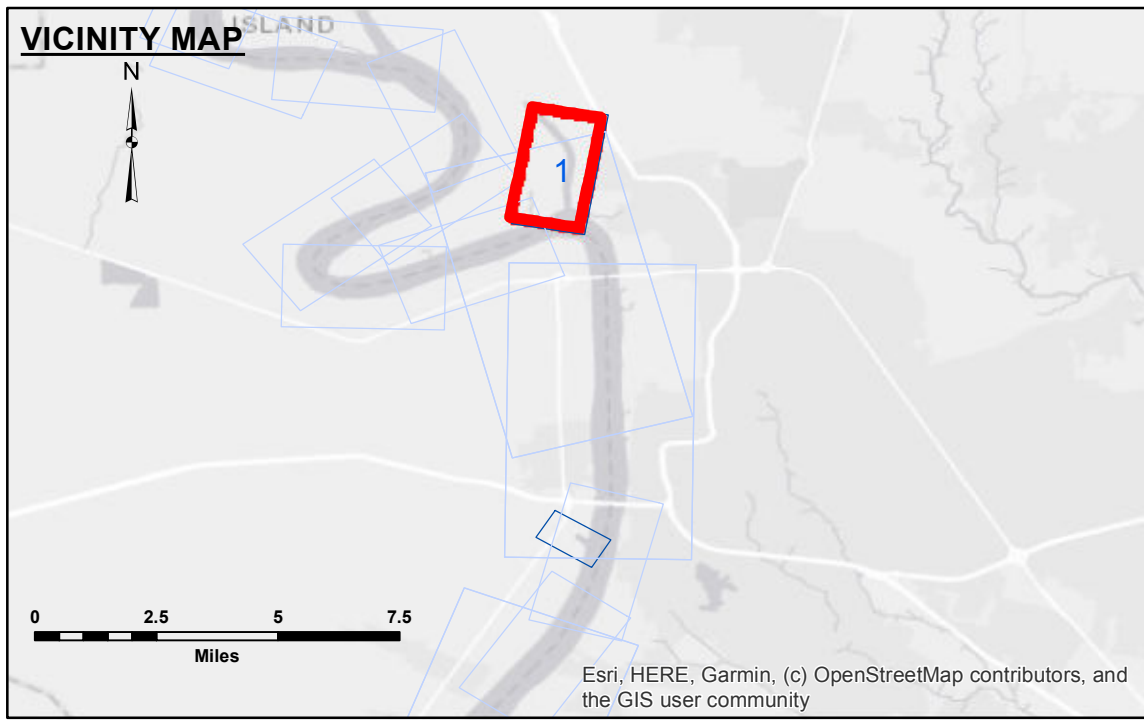 ISLAND
VICINITY MAP
N
1
0 2.5 5 7.5
Miles
Esri, HERE, Garmin, (c) OpenStreetMap contributors, and
the GIS user community